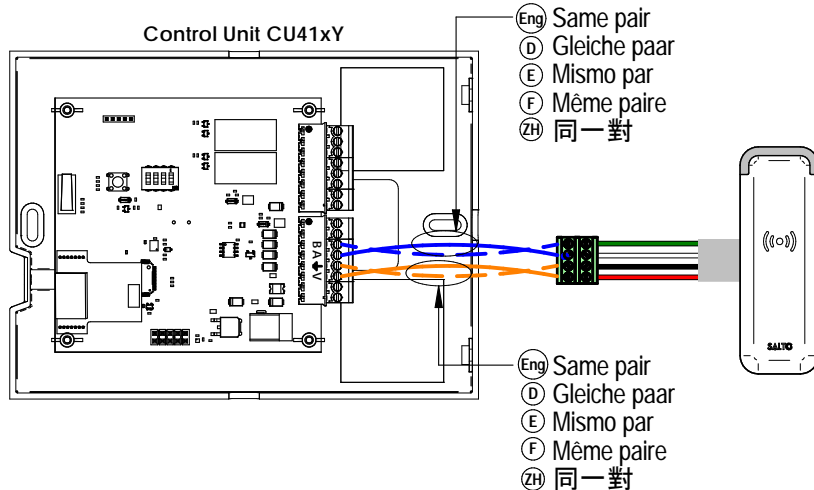 Control Unit CU41xY
Eng Same pair
D Gleiche paar
E Mismo par
F Même paire
ZH 同一對
B A V
SALTO
Eng Same pair
D Gleiche paar
E Mismo par
F Même paire
ZH 同一對